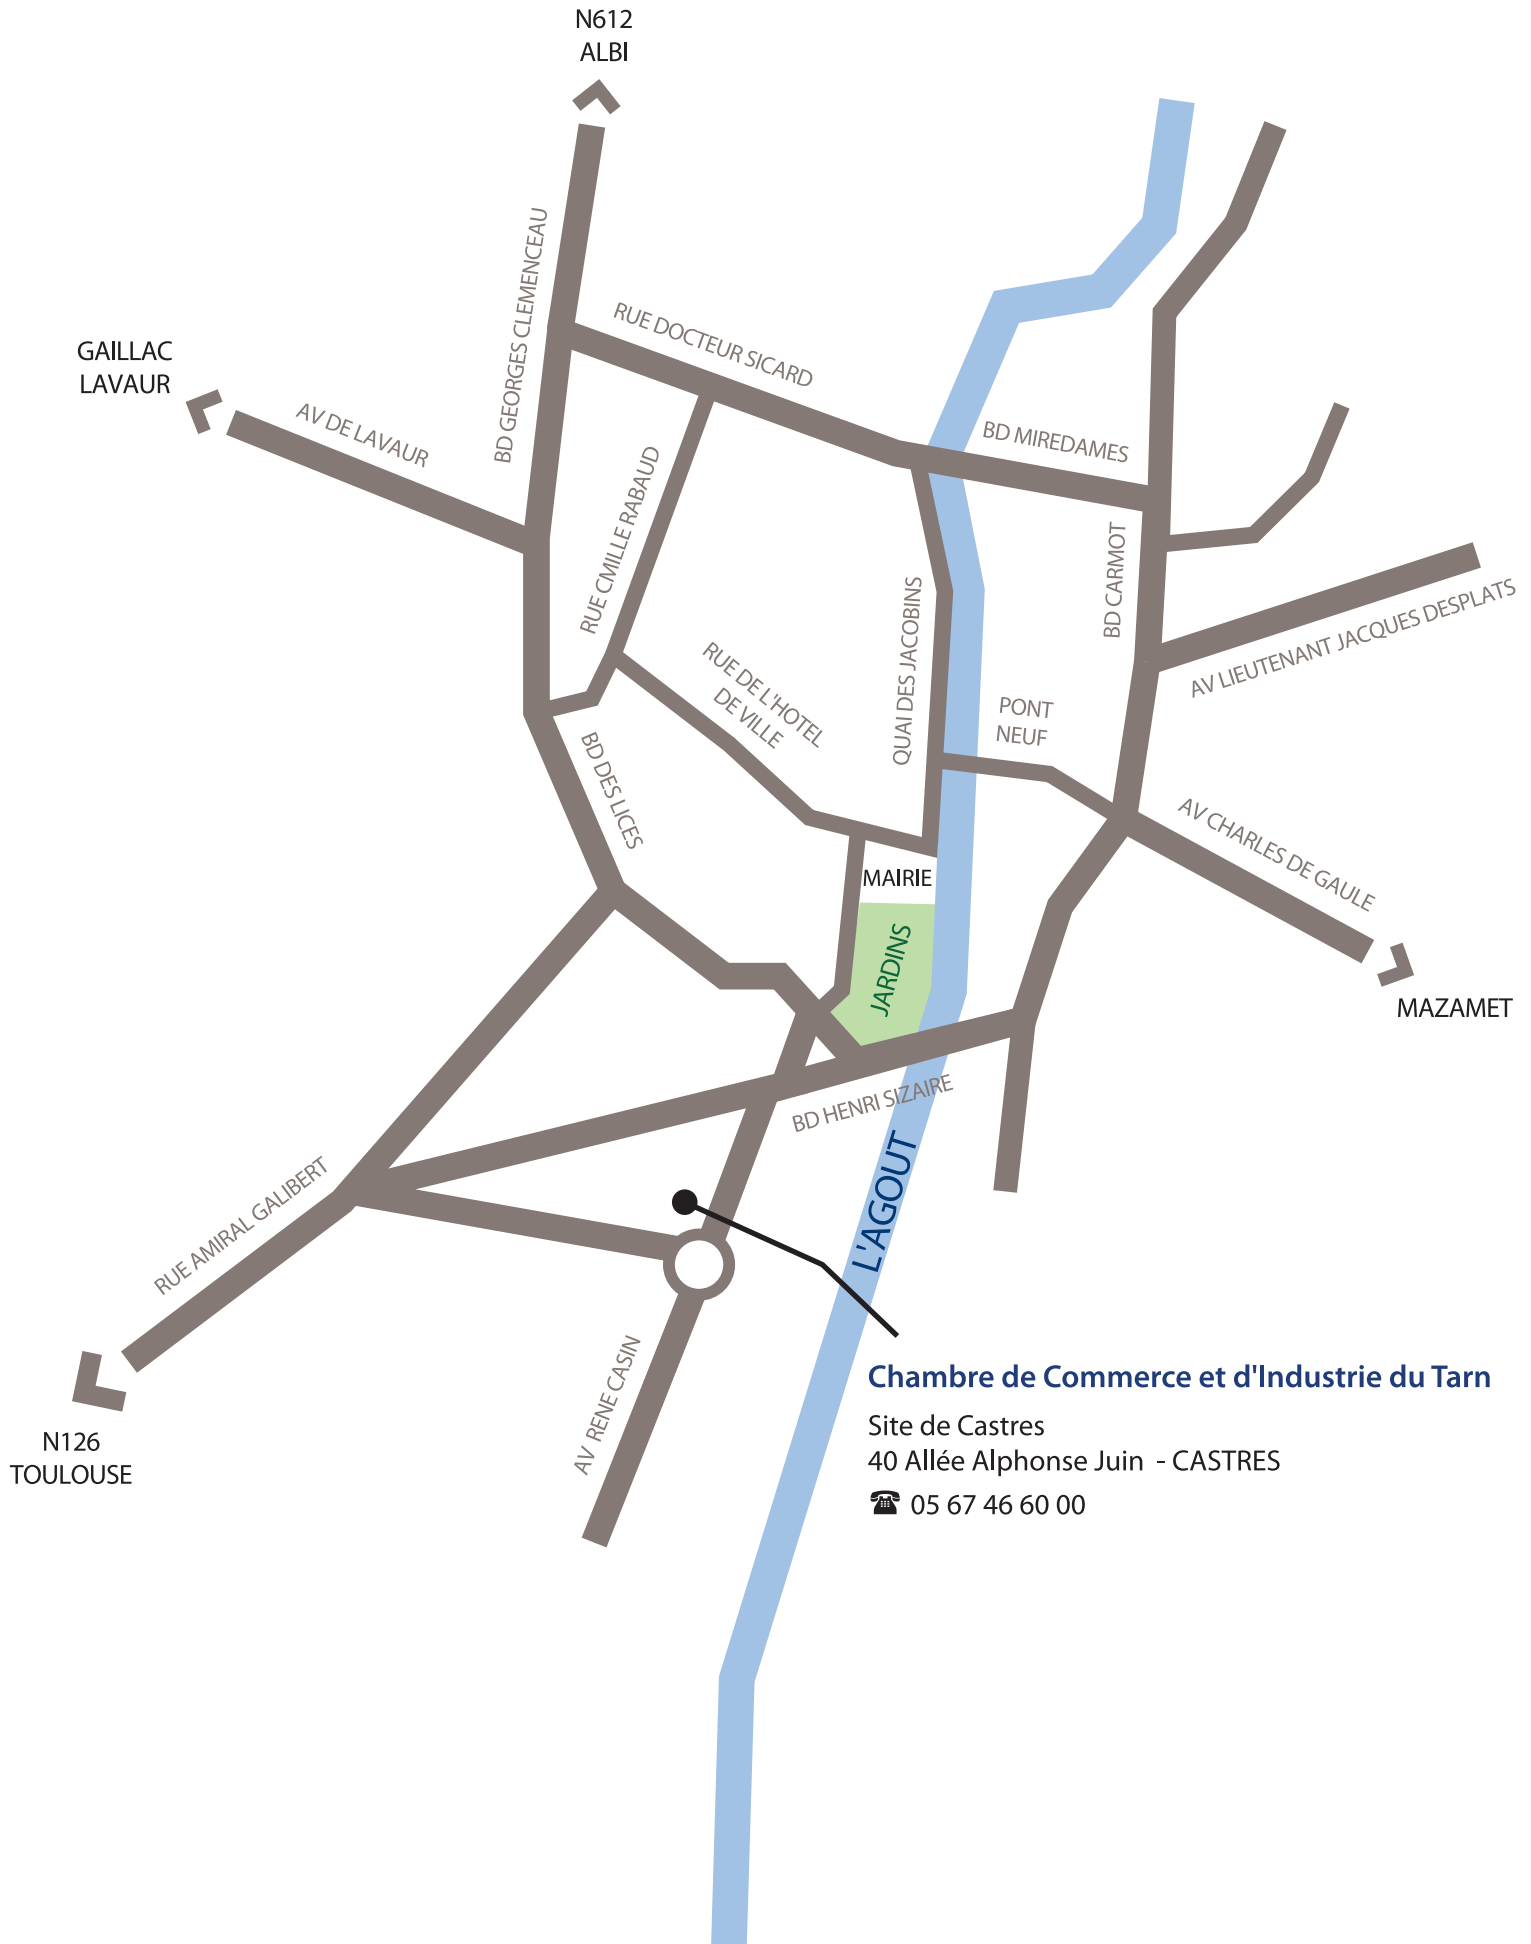 N612
ALBI
BD GEORGES CLEMENCEAU
RUE DOCTEUR SICARD
GAILLAC
LAVAUR
AV DE LAVAUR
BD MIREDAMES
RUE CMILLE RABAUD
BD CARMOT
QUAI DES JACOBINS
AV LIEUTENANT JACQUES DESPLATS
RUE DE L'HOTEL
DE VILLE
PONT
NEUF
BD DES LICES
AV CHARLES DE GAULE
MAIRIE
JARDINS
MAZAMET
BD HENRI SIZAIRE
L'AGOUT
RUE AMIRAL GALIBERT
AV RENE CASIN
N126
TOULOUSE
Chambre de Commerce et d'Industrie du Tarn
Site de Castres
40 Allée Alphonse Juin - CASTRES
☎ 05 67 46 60 00